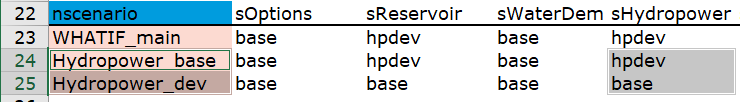 22 nscenario sOptions sReservoir sWaterDem sHydropower
23 WHATIF_main base hpdev base hpdev
24 Hydropower_base base hpdev base hpdev
25 Hydropower_dev base base base base